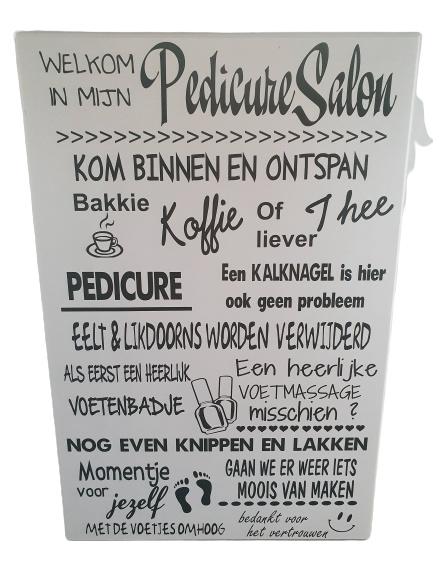 WELKOM
IN MIJN
Pedicure Salon
>>>>>>>>>>>>>>>>>>>>>>>>
KOM BINNEN EN ONTSPAN
Bakkie Koffie Of liever Thee
PEDICURE
Een KALKNAGEL is hier
ook geen probleem
EELT & LIKDOORNS WORDEN VERWIJDERD
ALS EERST EEN HEERLIJK
VOETENBADJE
Een heerlijke
VOETMASSAGE
misschien ?
NOG EVEN KNIPPEN EN LAKKEN
Momentje
voor jezelf
MET DE VOETJES OMHOOG
GAAN WE ER WEER IETS
MOOIS VAN MAKEN
bedankt voor
het vertrouwen